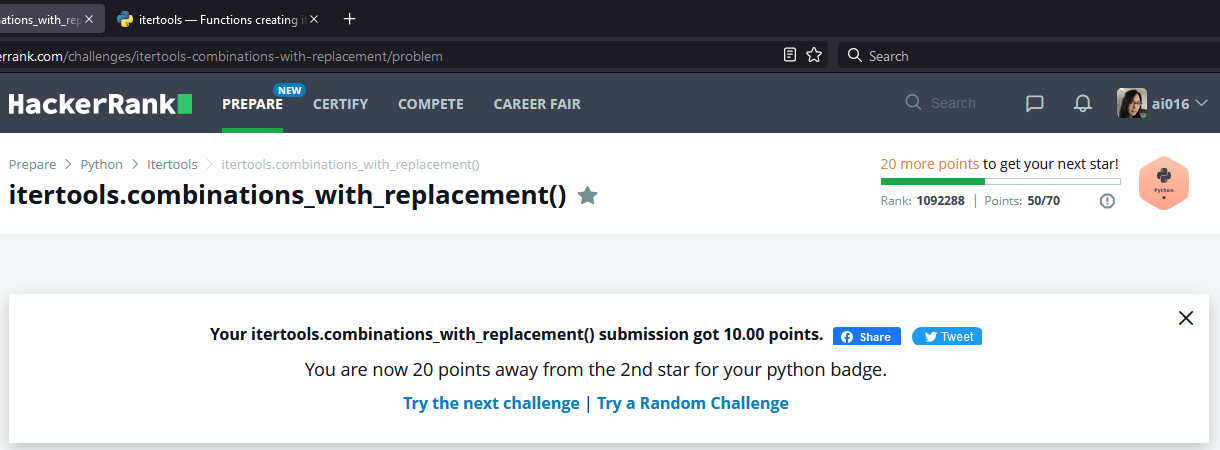 nations_with_rep
itertools — Functions creating it
errank.com/challenges/itertools-combinations-with-replacement/problem
Search
HackerRank
PREPARE
NEW
CERTIFY
COMPETE
CAREER FAIR
Search
ai016
Prepare > Python > Itertools > itertools.combinations_with_replacement()
20 more points to get your next star!
itertools.combinations_with_replacement()
Rank: 1092288 | Points: 50/70
Python
Your itertools.combinations_with_replacement() submission got 10.00 points.
Share
Tweet
You are now 20 points away from the 2nd star for your python badge.
Try the next challenge | Try a Random Challenge